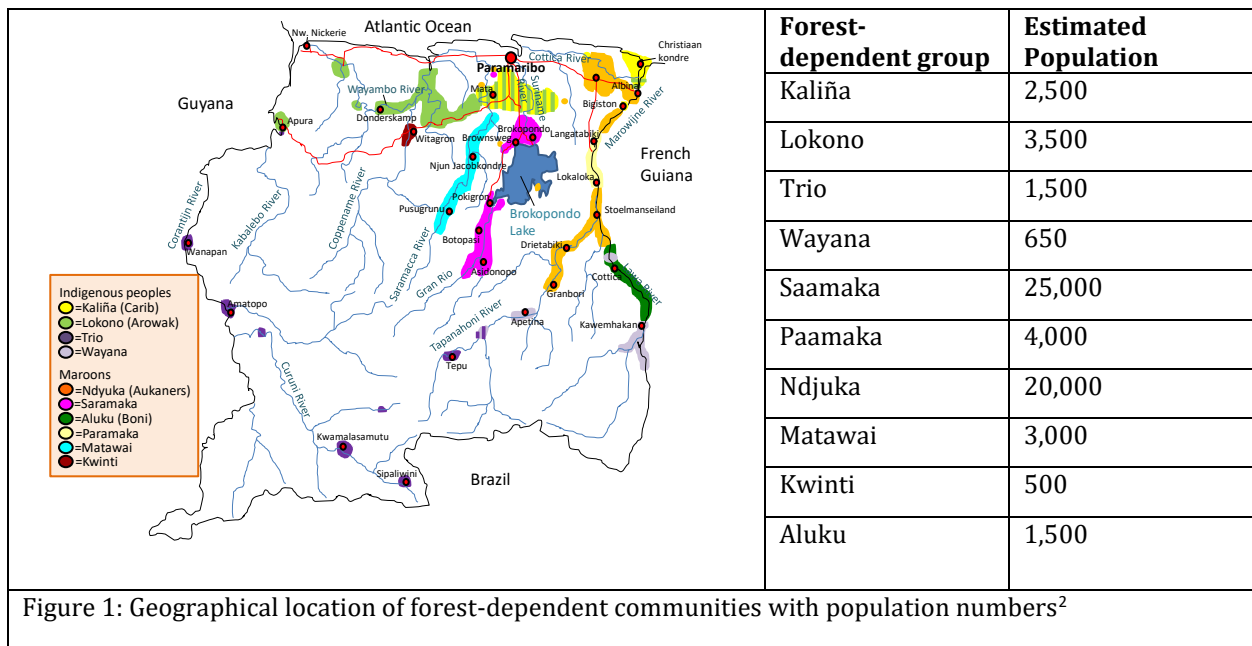 Atlantic Ocean
Nw. Nickerie
Cottica River
Christiaan
kondre
Paramaribo
Wayambo River
Mata
Suriname
River
Albina
Guyana
Bigiston
Marowijne River
Donderskamp
Apura
Witagron
Brokopondo
Brownsweg
Langatabiki
French
Guiana
Njun Jacobkondre
Lokaloka
Corantijn River
Kabalebo River
Coppename River
Pokigron
Pusugrunu
Brokopondo
Lake
Stoelmanseiland
Saramacca River
Botopasi
Drietabiki
Wanapan
Gran Rio
Asidonopo
Cottica
Lawa River
Granbori
Amatopo
Tapanahoni River
Apetina
Kawemhakan
Tepu
Curuni River
Kwamalasamutu
Sipaliwini
Brazil
Indigenous peoples
=Kaliña (Carib)
=Lokono (Arowak)
=Trio
=Wayana
Maroons
=Ndyuka (Aukaners)
=Saramaka
=Aluku (Boni)
=Paramaka
=Matawai
=Kwinti
Forest-
dependent group
Estimated
Population
Kaliña 2,500
Lokono 3,500
Trio 1,500
Wayana 650
Saamaka 25,000
Paamaka 4,000
Ndjuka 20,000
Matawai 3,000
Kwinti 500
Aluku 1,500
Figure 1: Geographical location of forest-dependent communities with population numbers²